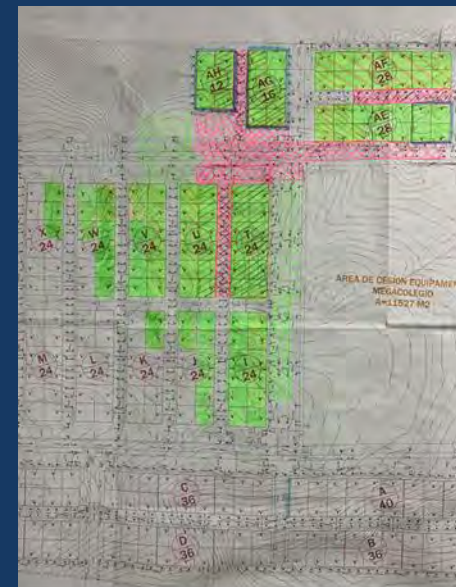 AH
12
AG
16
AF
28
AE
28
X
24
W
24
V
24
U
24
T
24
AREA DE CESION EQUIPAMEN
MEGACOLEGIO
A=11527 M2
M
24
L
24
K
24
J
24
I
24
C
36
A
40
D
36
B
36